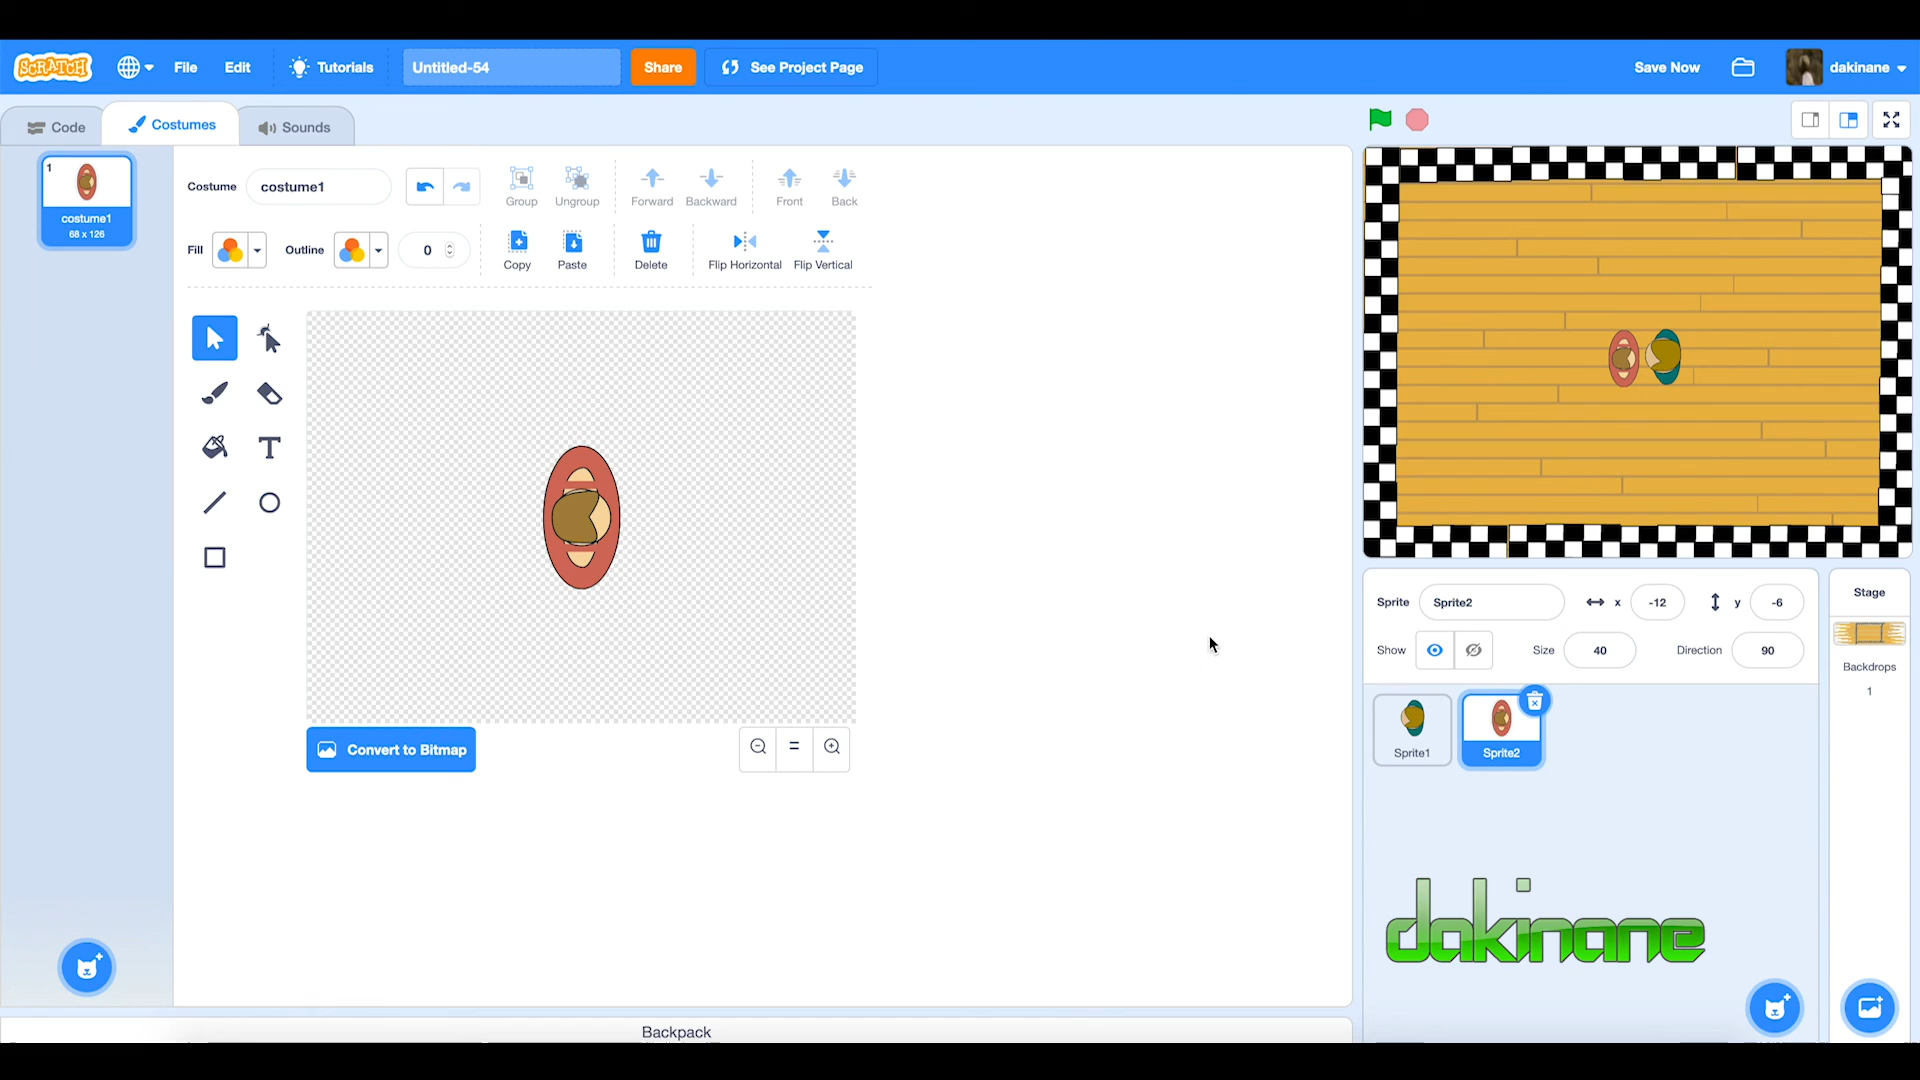 SCRATCH File Edit Tutorials Untitled-54 Share See Project Page Save Now dakinane
Code Costumes Sounds
1
costume1
68 x 126
Costume costume1 Group Ungroup Forward Backward Front Back
Fill Outline 0 Copy Paste Delete Flip Horizontal Flip Vertical
T
Convert to Bitmap
Backpack
Sprite Sprite2 x -12 y -6
Show Size 40 Direction 90
Sprite1 Sprite2
Stage
Backdrops
1
dakinane